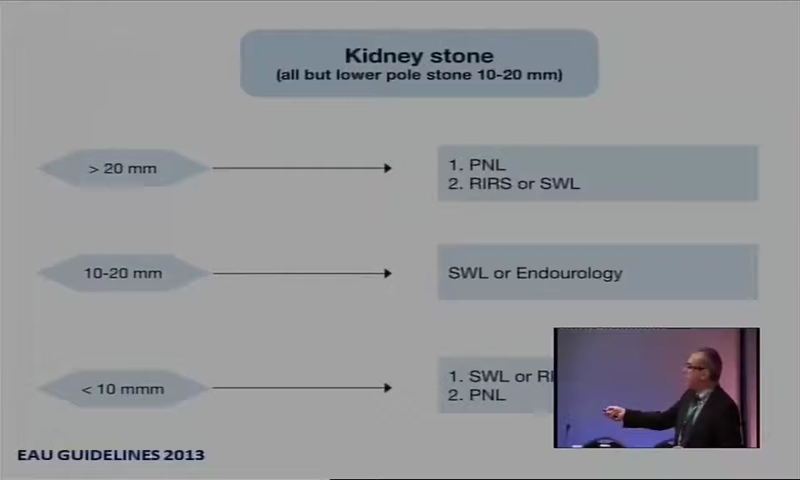 Kidney stone
(all but lower pole stone 10-20 mm)
> 20 mm
1. PNL
2. RIRS or SWL
10-20 mm
SWL or Endourology
< 10 mmm
1. SWL or
2. PNL
EAU GUIDELINES 2013